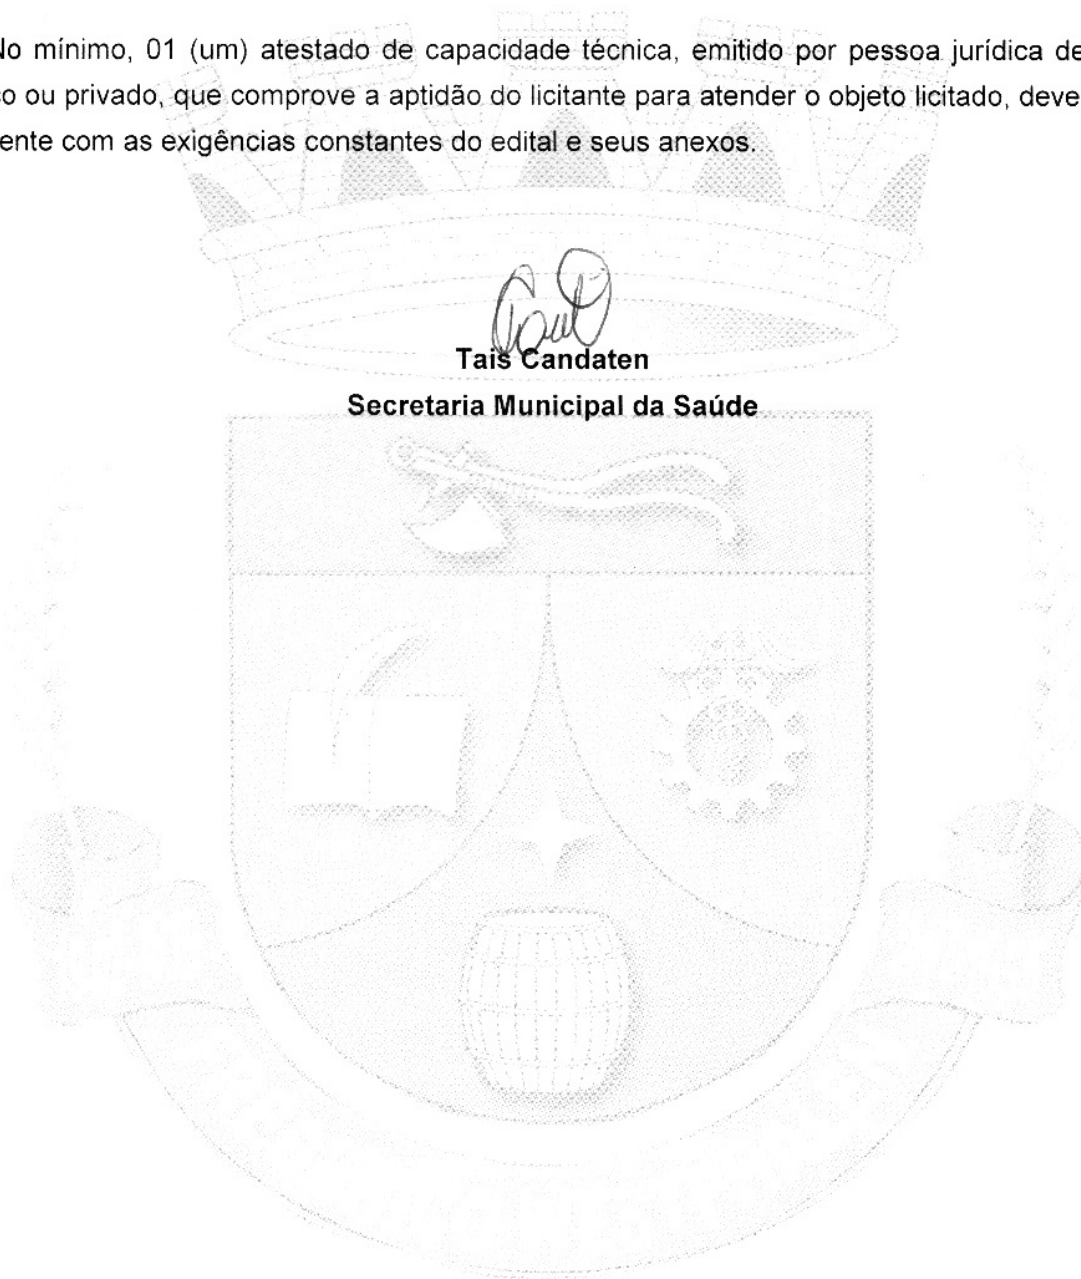 No mínimo, 01 (um) atestado de capacidade técnica, emitido por pessoa jurídica de
o ou privado, que comprove a aptidão do licitante para atender o objeto licitado, deve
ente com as exigências constantes do edital e seus anexos.
Tais Candaten
Secretaria Municipal da Saúde